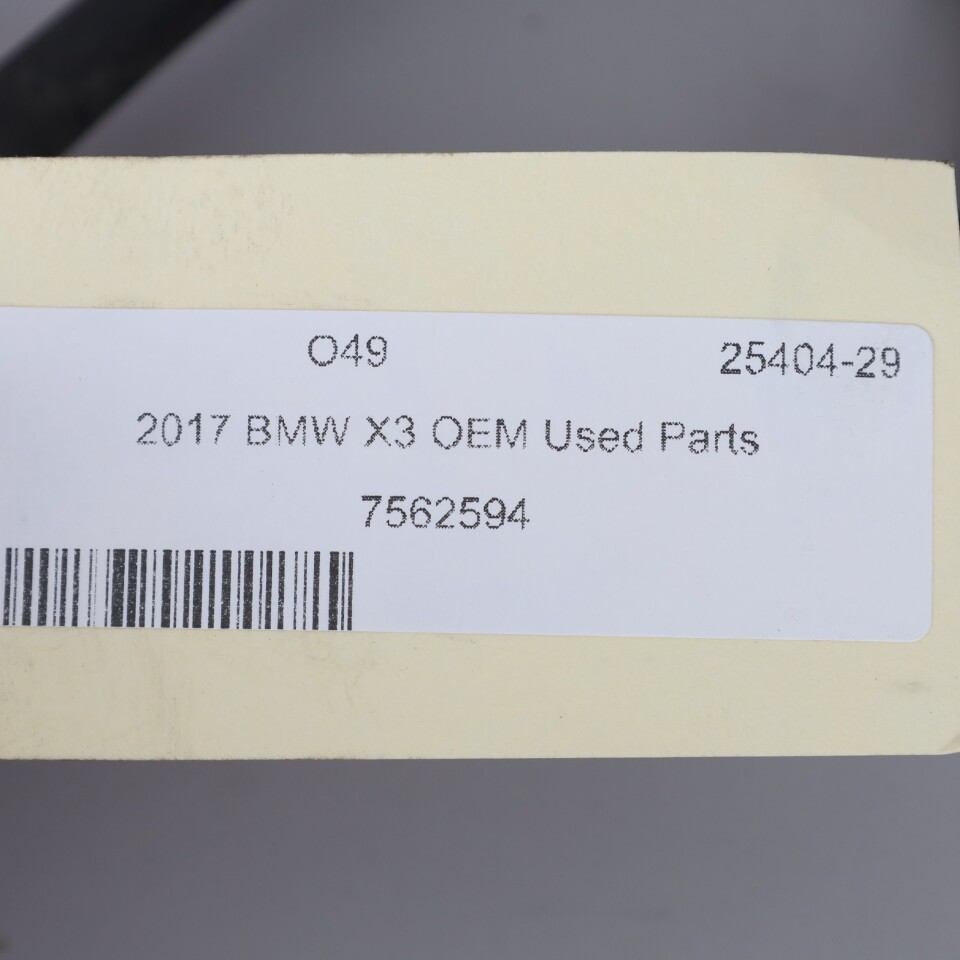 O49 25404-29
2017 BMW X3 OEM Used Parts
7562594